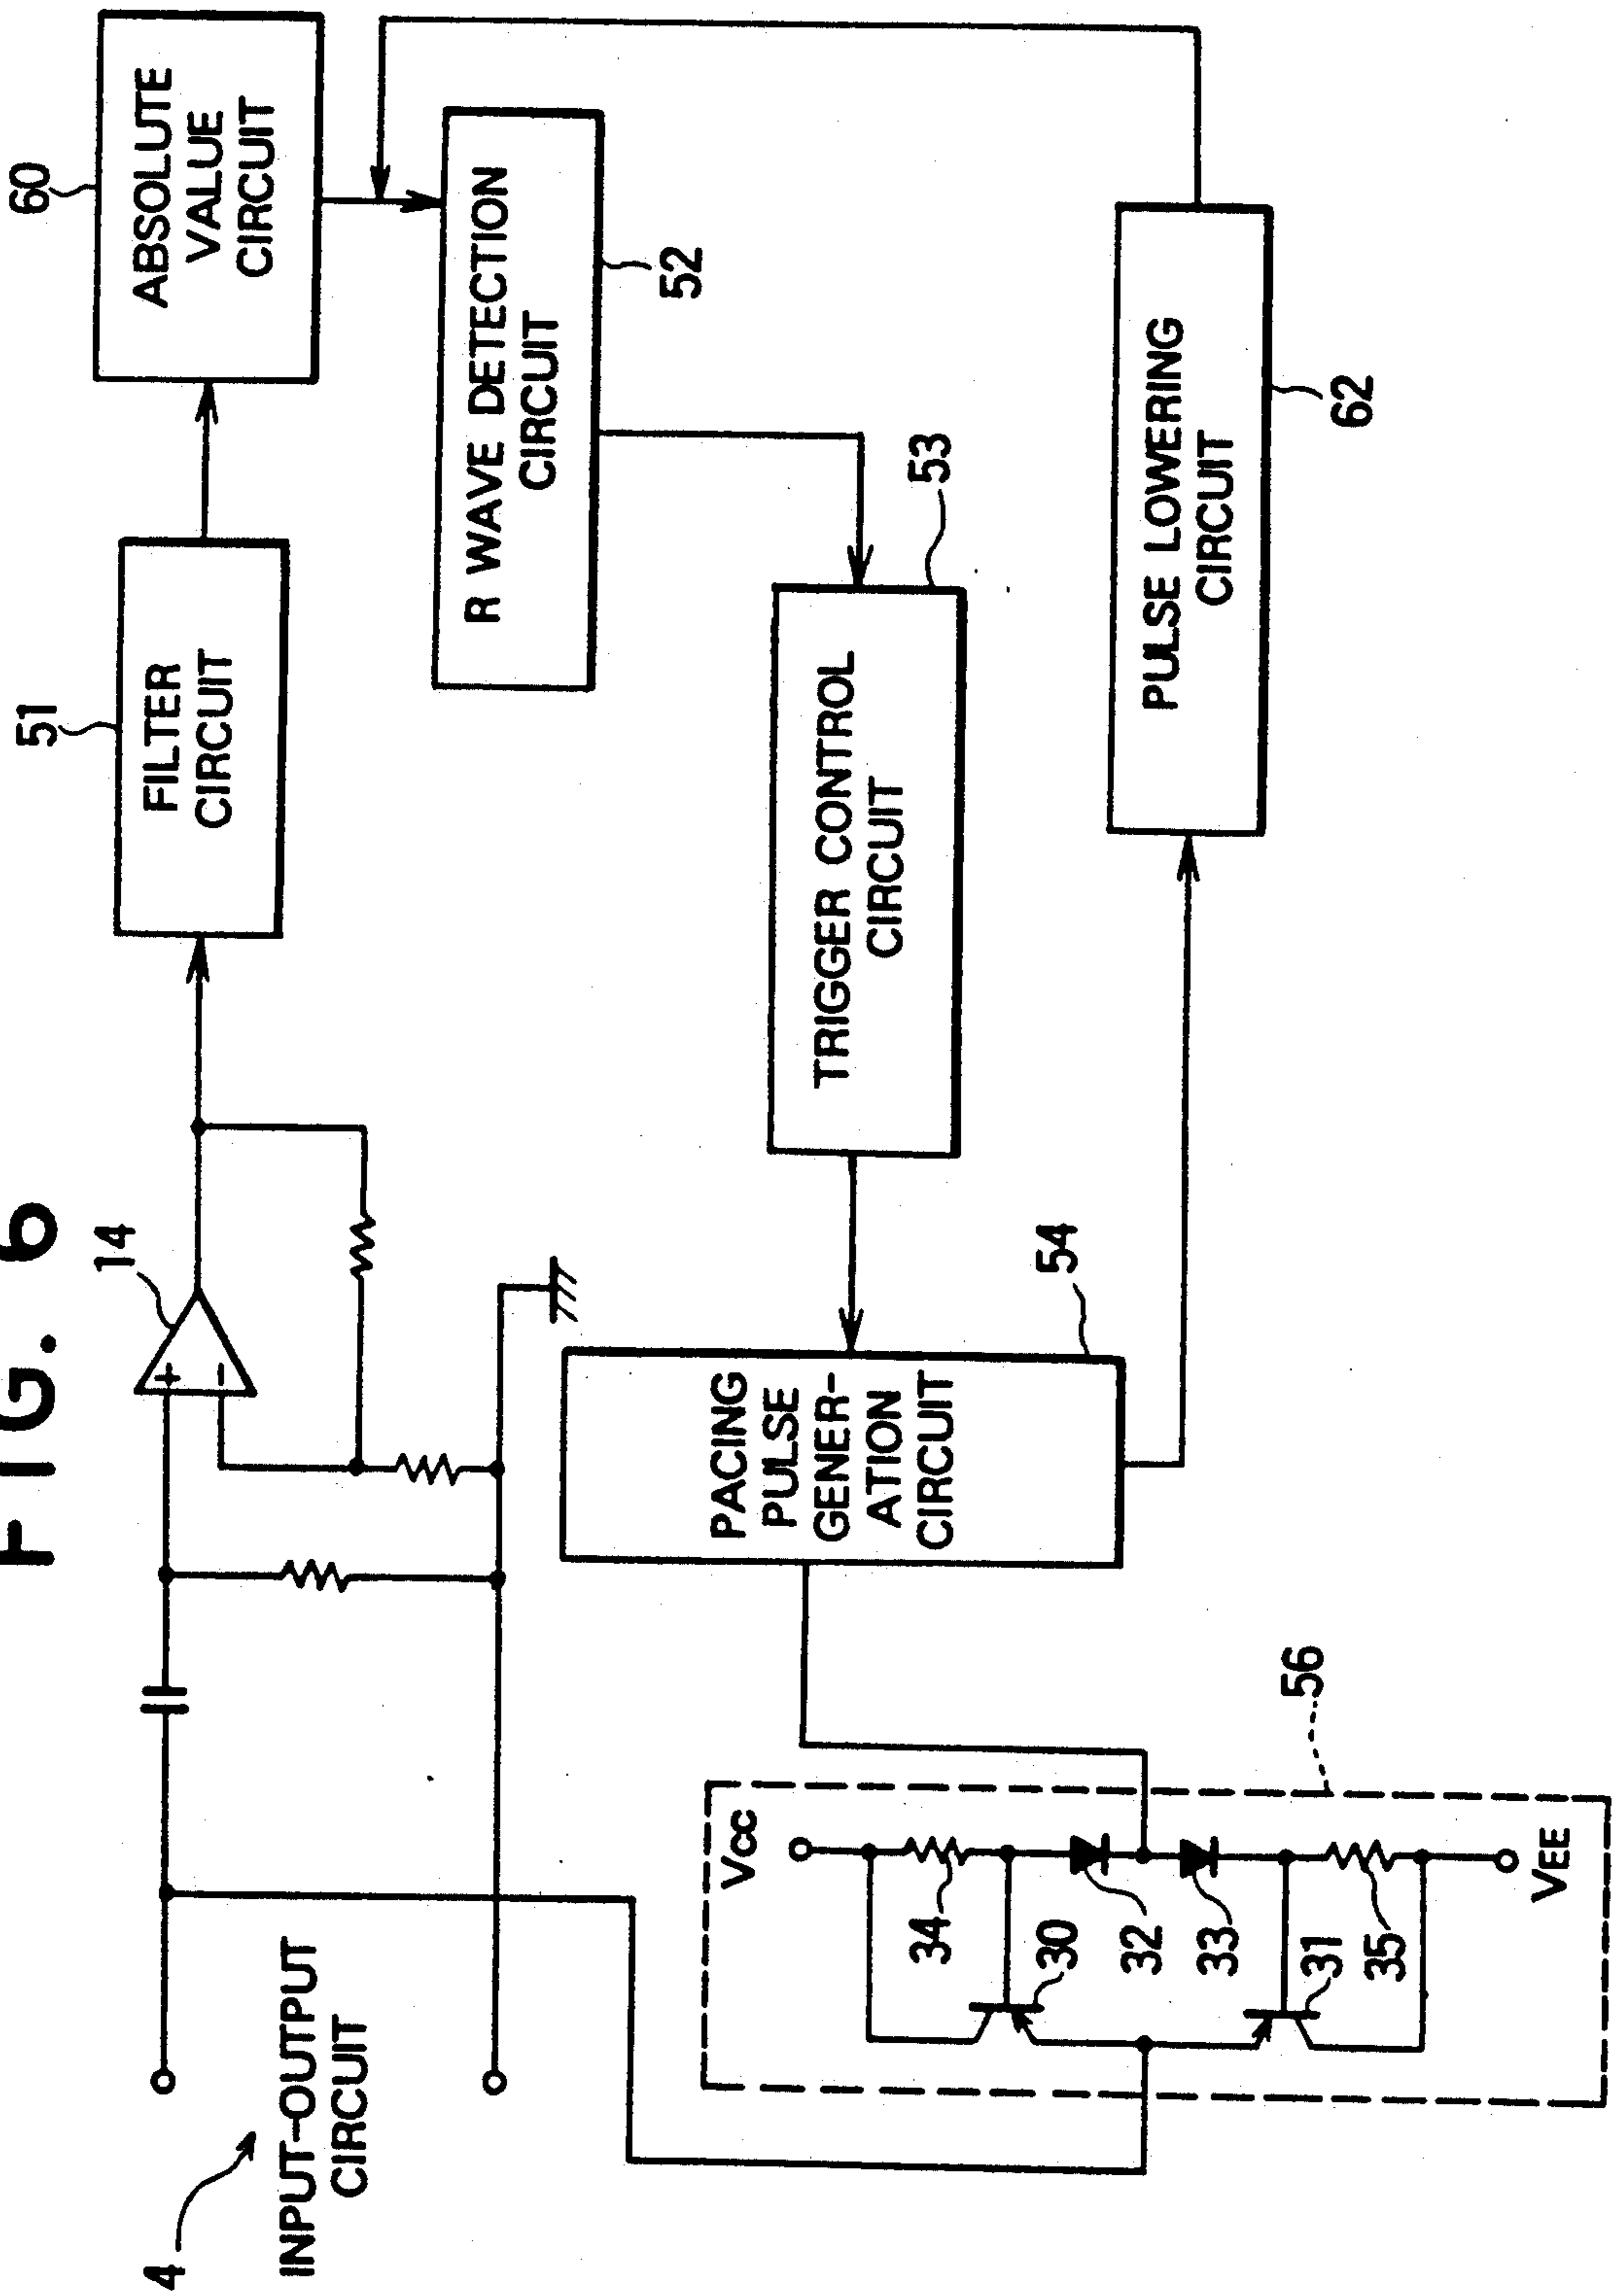 FIG. 6
4
INPUT-OUTPUT
CIRCUIT
14
+
-
51
FILTER
CIRCUIT
60
ABSOLUTE
VALUE
CIRCUIT
R WAVE DETECTION
CIRCUIT
52
TRIGGER CONTROL
CIRCUIT
53
PACING
PULSE
GENER-
ATION
CIRCUIT
54
PULSE LOWERING
CIRCUIT
62
56
VCC
34
30
32
33
31
35
VEE